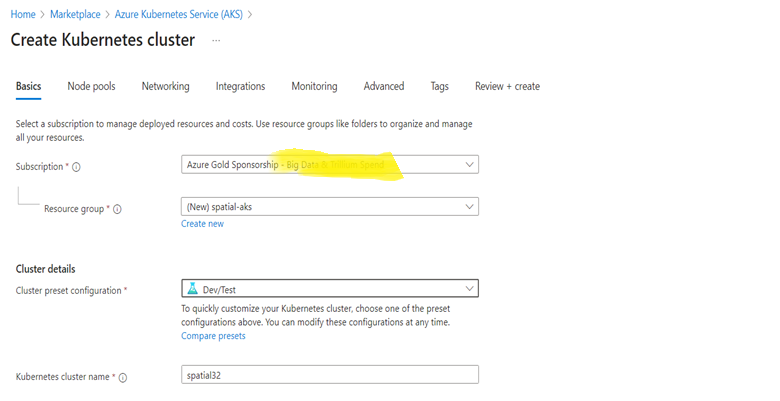 Home > Marketplace > Azure Kubernetes Service (AKS) >
Create Kubernetes cluster ...
Basics Node pools Networking Integrations Monitoring Advanced Tags Review + create
Select a subscription to manage deployed resources and costs. Use resource groups like folders to organize and manage
all your resources.
Subscription * Azure Gold Sponsorship - Big Data & Trillium Spend
Resource group * (New) spatial-aks
Create new
Cluster details
Cluster preset configuration * Dev/Test
To quickly customize your Kubernetes cluster, choose one of the preset
configurations above. You can modify these configurations at any time.
Compare presets
Kubernetes cluster name * spatial32